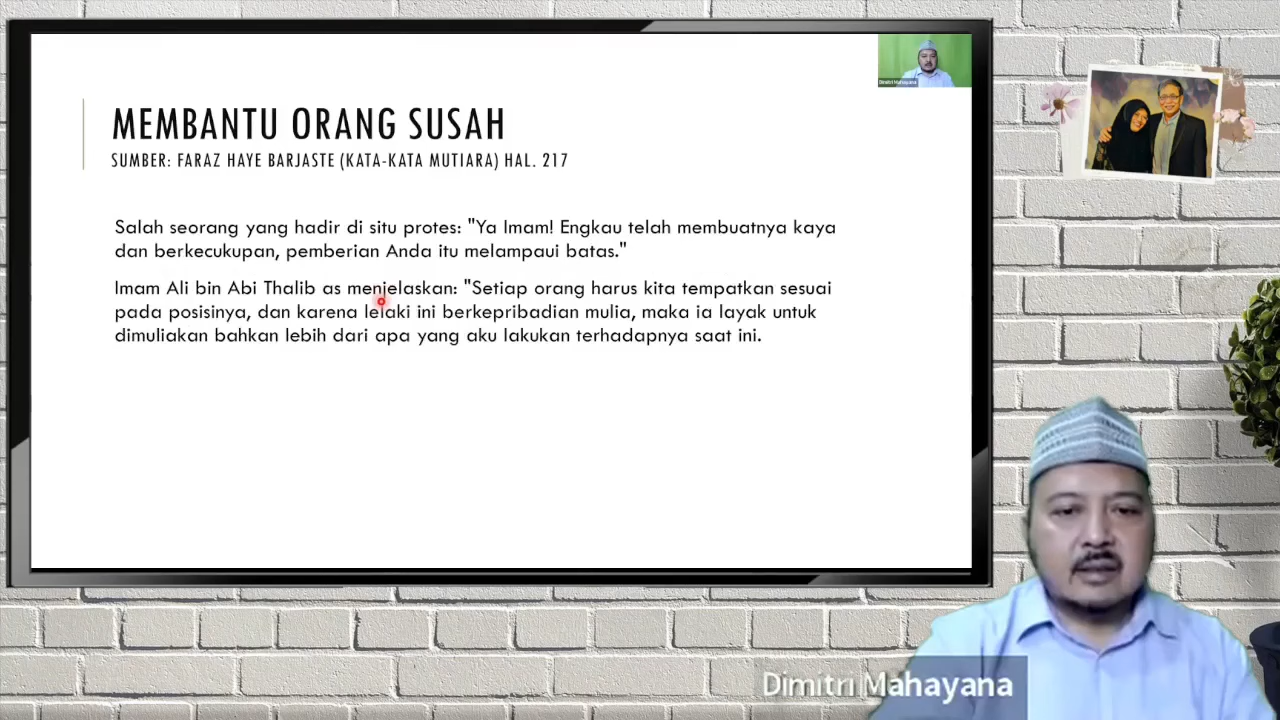 MEMBANTU ORANG SUSAH
SUMBER: FARAZ HAYE BARJASTE (KATA-KATA MUTIARA) HAL. 217
Salah seorang yang hadir di situ protes: "Ya Imam! Engkau telah membuatnya kaya
dan berkecukupan, pemberian Anda itu melampaui batas."
Imam Ali bin Abi Thalib as menjelaskan: "Setiap orang harus kita tempatkan sesuai
pada posisinya, dan karena lelaki ini berkepribadian mulia, maka ia layak untuk
dimuliakan bahkan lebih dari apa yang aku lakukan terhadapnya saat ini.
Dimitri Mahayana
Dimitri Mahayana